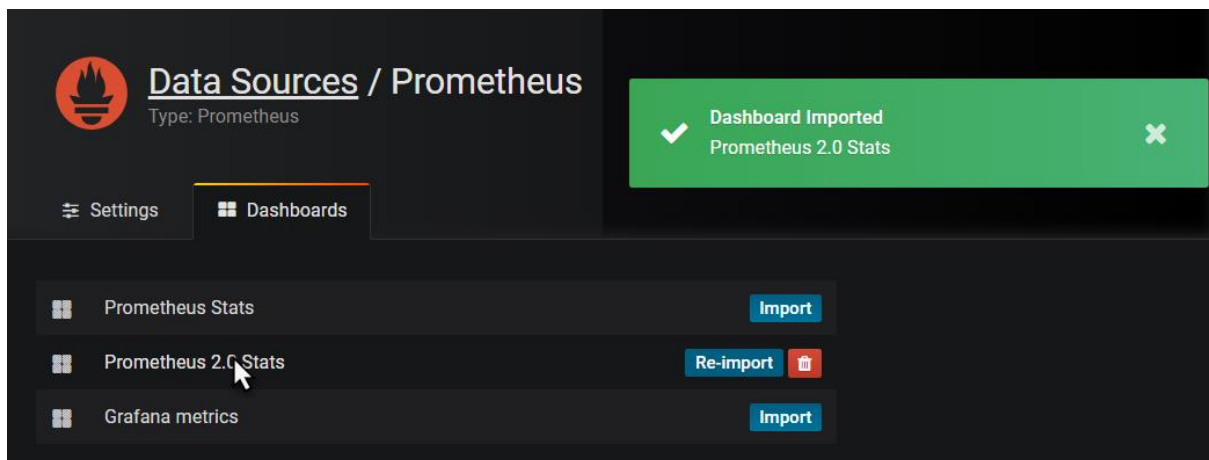 Data Sources / Prometheus
Type: Prometheus
Dashboard Imported
Prometheus 2.0 Stats
Settings
Dashboards
Prometheus Stats
Import
Prometheus 2.0 Stats
Re-import
Grafana metrics
Import